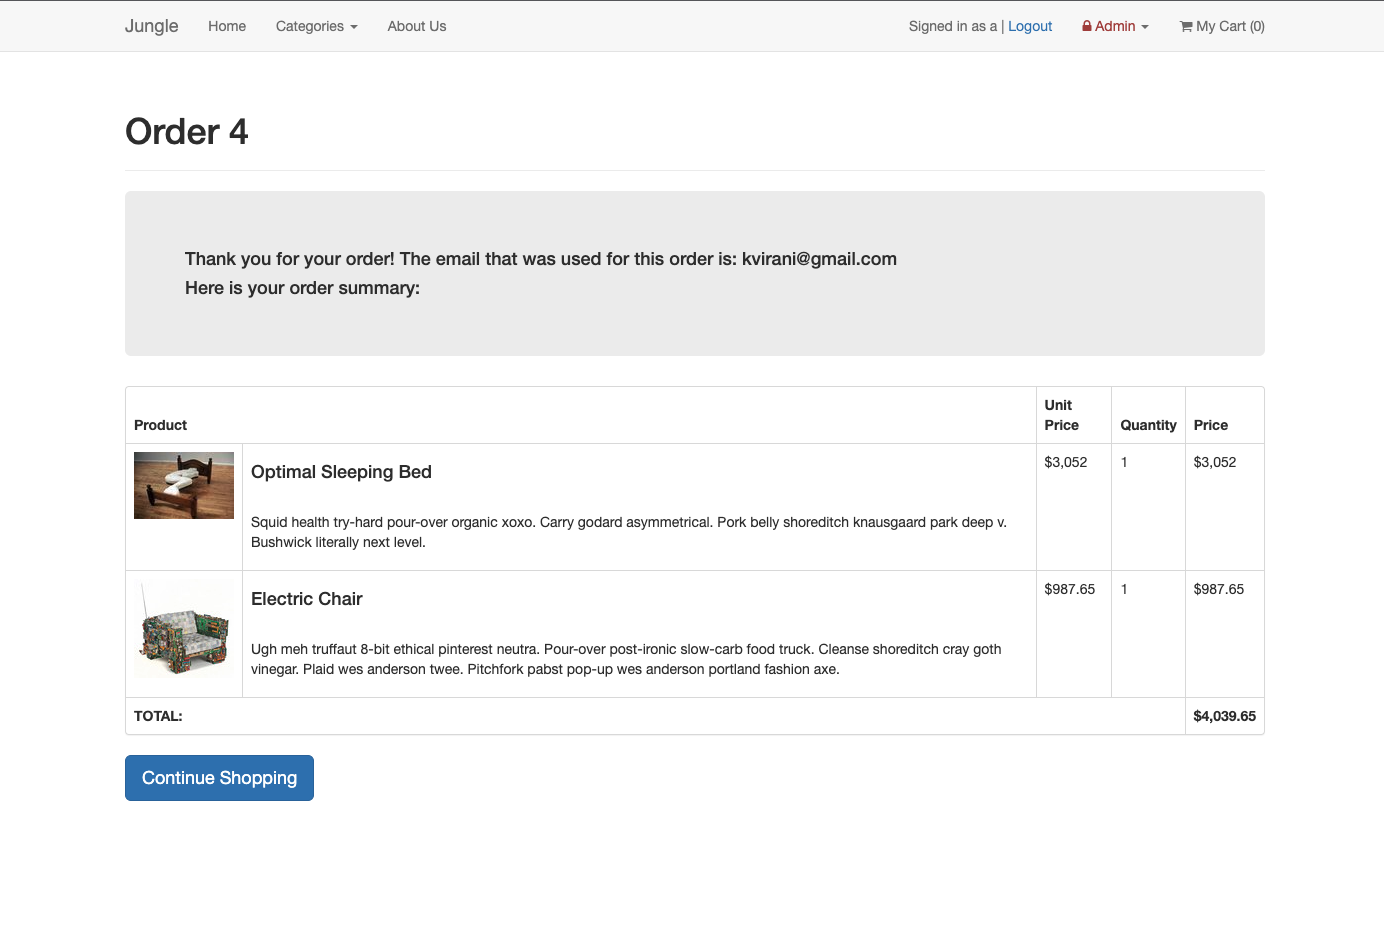 Jungle Home Categories About Us Signed in as a | Logout Admin My Cart (0)
Order 4
Thank you for your order! The email that was used for this order is: kvirani@gmail.com
Here is your order summary:
Product Unit Price Quantity Price
Optimal Sleeping Bed $3,052 1 $3,052
Squid health try-hard pour-over organic xoxo. Carry godard asymmetrical. Pork belly shoreditch knausgaard park deep v.
Bushwick literally next level.
Electric Chair $987.65 1 $987.65
Ugh meh truffaut 8-bit ethical pinterest neutra. Pour-over post-ironic slow-carb food truck. Cleanse shoreditch cray goth
vinegar. Plaid wes anderson twee. Pitchfork pabst pop-up wes anderson portland fashion axe.
TOTAL: $4,039.65
Continue Shopping